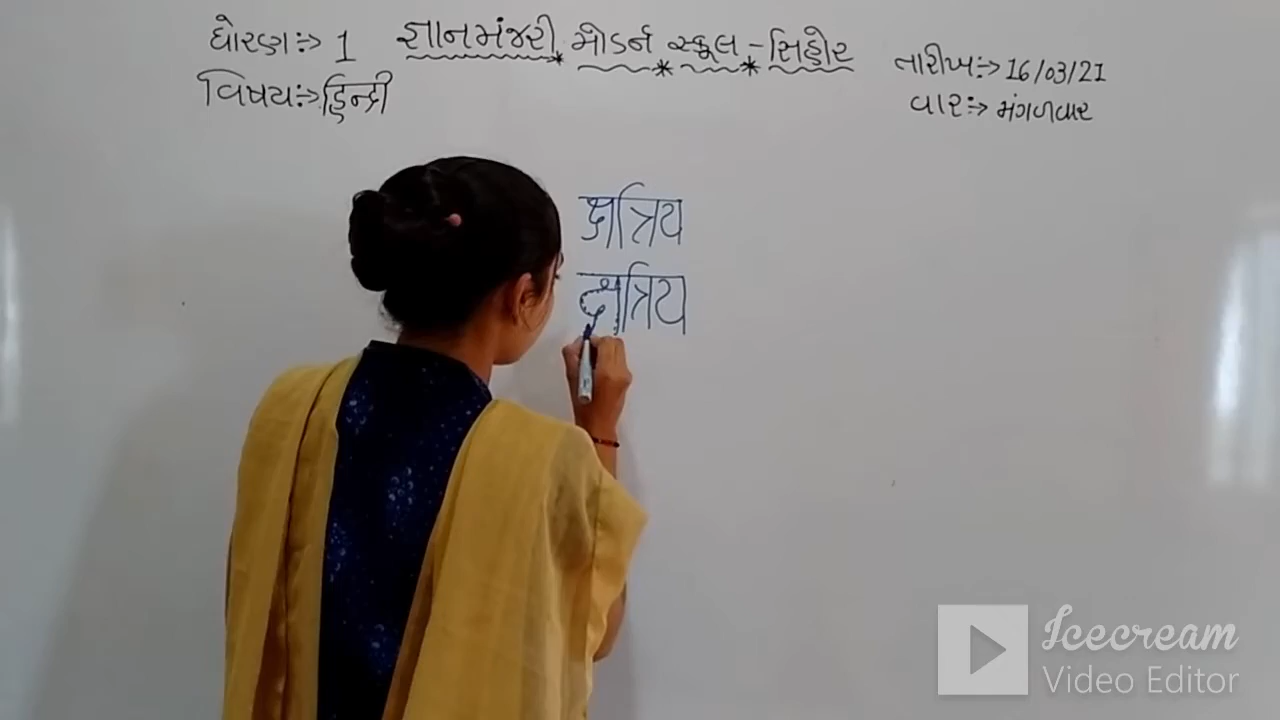 ધોરણ:-> 1
જ્ઞાનમંજરી મોડર્ન સ્કૂલ - સિહોર
તારીખ:-> 16/03/21
વિષય:-> હિન્દી
વાર:-> મંગળવાર
क्षत्रिय
क्षत्रिय
Icecream
Video Editor